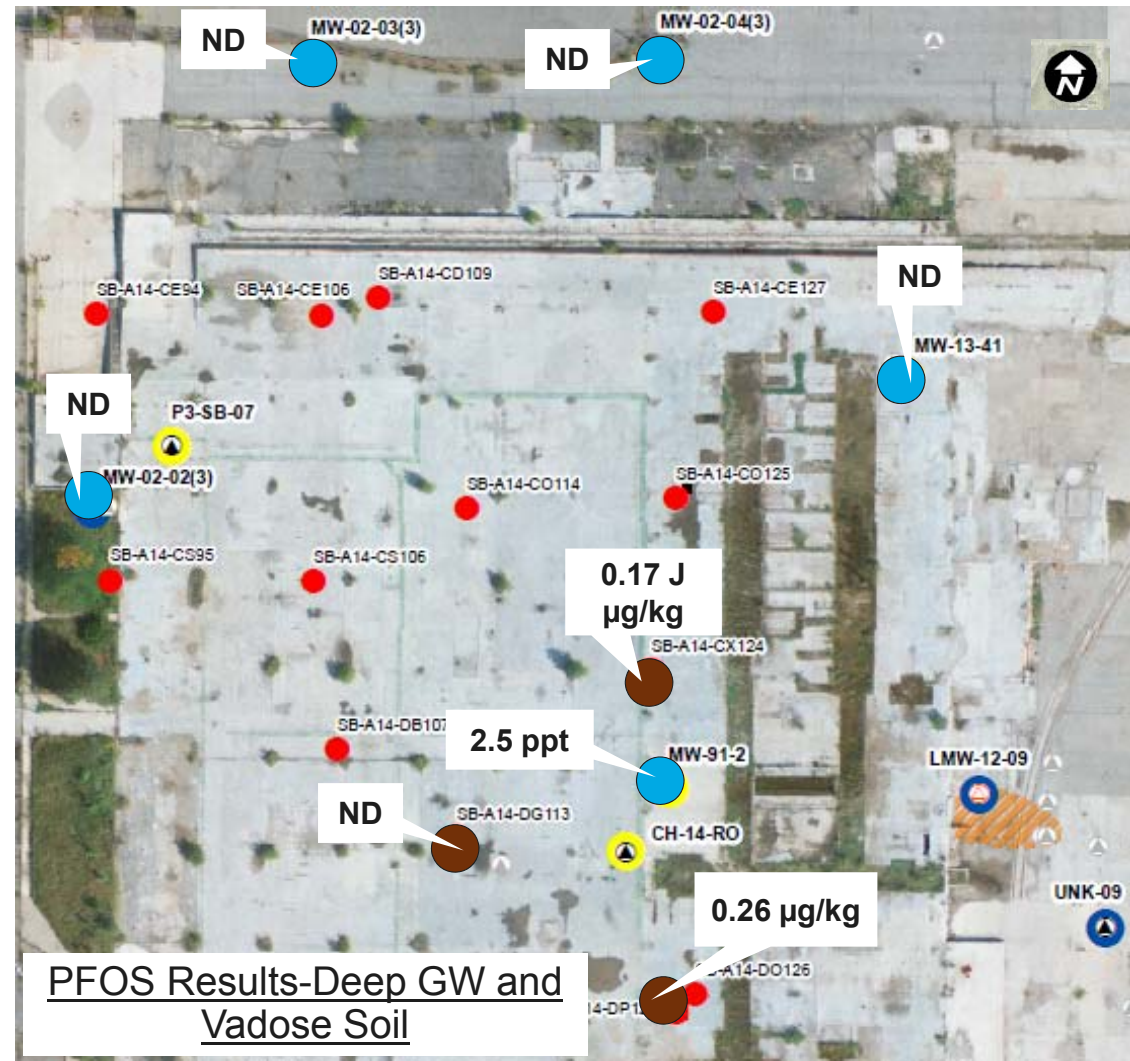 MW-02-03(3)
MW-02-04(3)
ND
ND
N
SB-A14-CE94
SB-A14-CE106
SB-A14-CD109
SB-A14-CE127
ND
MW-13-41
ND
P3-SB-07
MW-02-02(3)
SB-A14-CO114
SB-A14-CO125
SB-A14-CS95
SB-A14-CS106
0.17 J
µg/kg
SB-A14-CX124
SB-A14-DB107
2.5 ppt
MW-91-2
LMW-12-09
ND
SB-A14-DG113
CH-14-RO
0.26 µg/kg
UNK-09
PFOS Results-Deep GW and
Vadose Soil